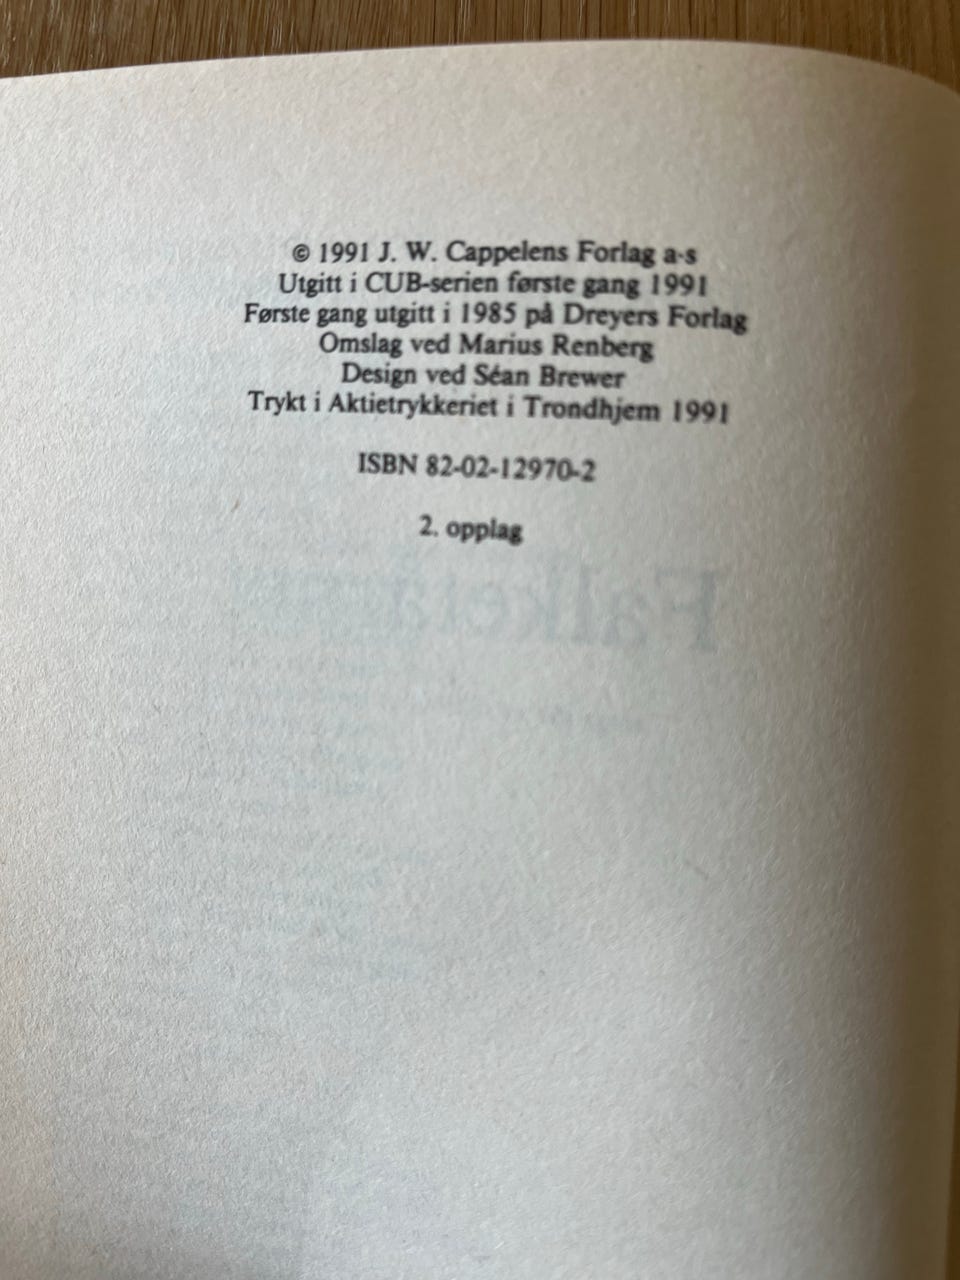 © 1991 J. W. Cappelens Forlag a·s
Utgitt i CUB-serien første gang 1991
Første gang utgitt i 1985 på Dreyers Forlag
Omslag ved Marius Renberg
Design ved Séan Brewer
Trykt i Aktietrykkeriet i Trondhjem 1991
ISBN 82-02-12970-2
2. opplag